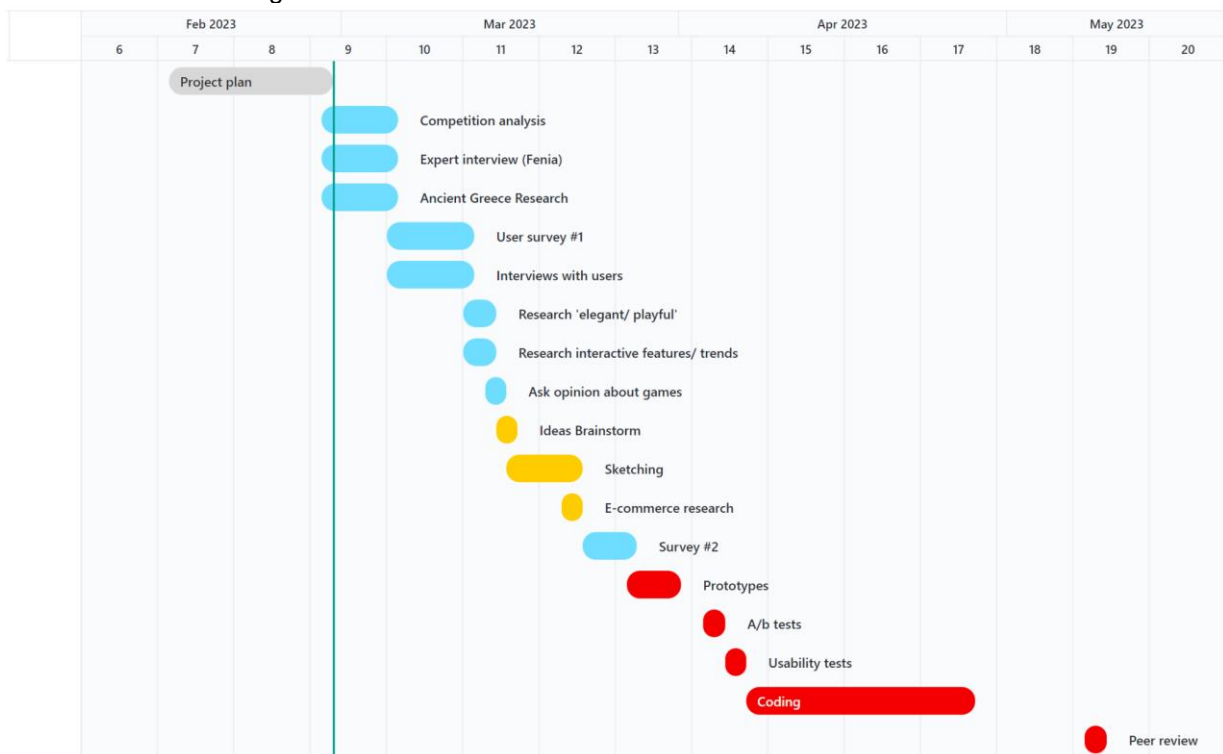 Feb 2023 Mar 2023 Apr 2023 May 2023
6 7 8 9 10 11 12 13 14 15 16 17 18 19 20
Project plan
Competition analysis
Expert interview (Fenia)
Ancient Greece Research
User survey #1
Interviews with users
Research 'elegant/ playful'
Research interactive features/ trends
Ask opinion about games
Ideas Brainstorm
Sketching
E-commerce research
Survey #2
Prototypes
A/b tests
Usability tests
Coding
Peer review